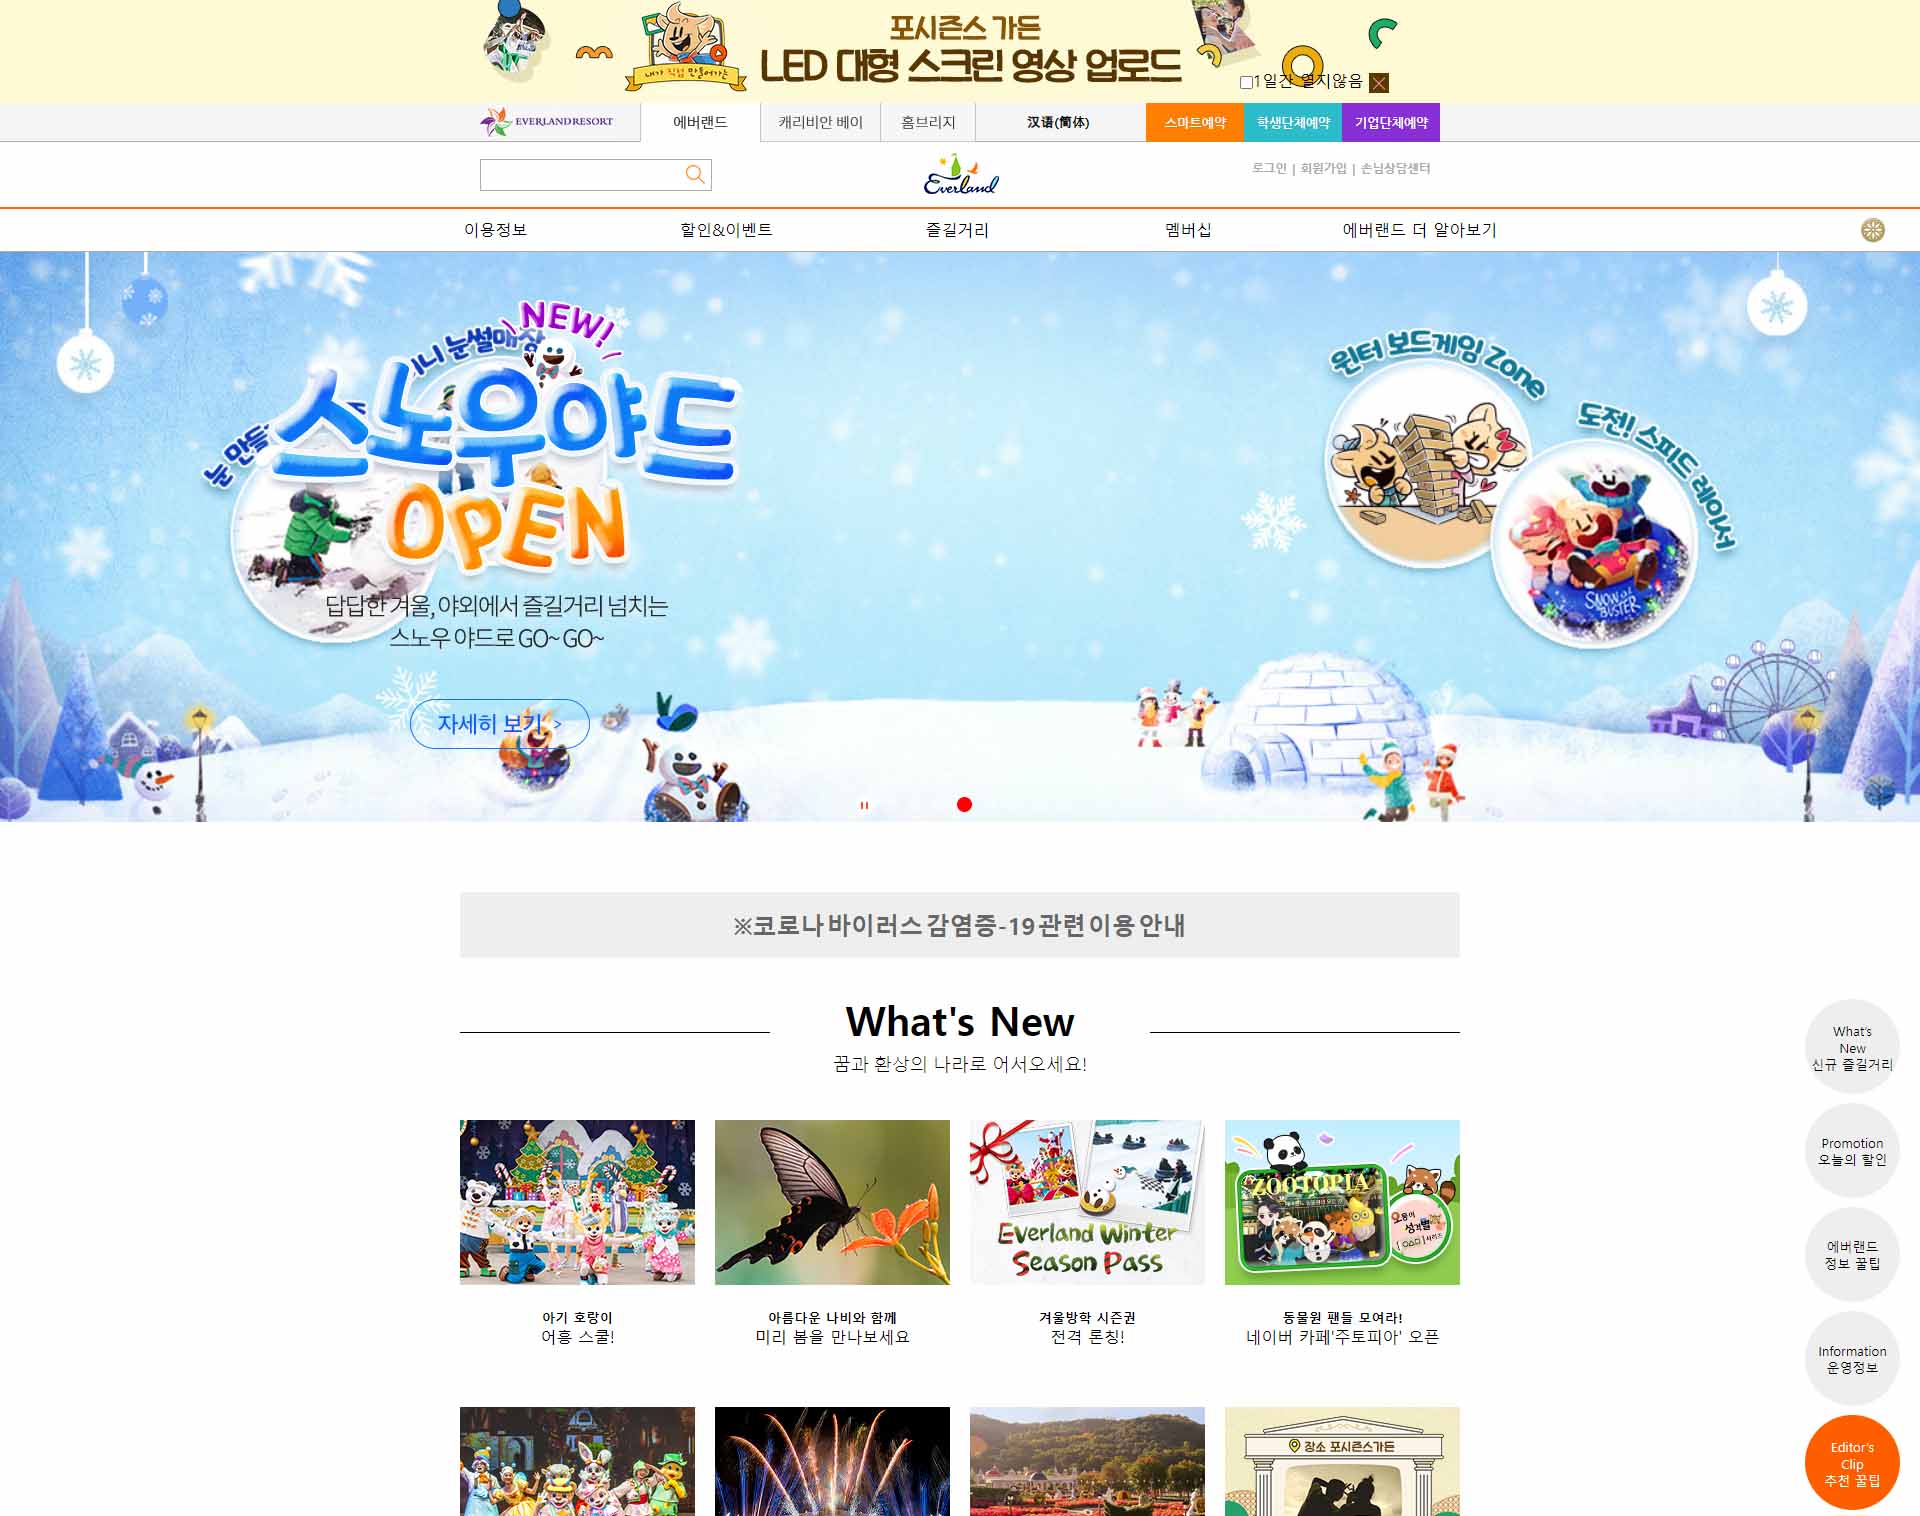 내가 직접 만들어가는
포시즌스 가든
LED 대형 스크린 영상 업로드
1일간 열지않음
EVERLAND RESORT
에버랜드
캐리비안 베이
홈브리지
汉语(简体)
스마트예약
학생단체예약
기업단체예약
Everland
로그인 | 회원가입 | 손님상담센터
이용정보
할인&이벤트
즐길거리
멤버십
에버랜드 더 알아보기
NEW!
미니 눈썰매장
눈 만들
스노우야드
OPEN
답답한 겨울, 야외에서 즐길거리 넘치는
스노우 야드로 GO~ GO~
자세히 보기 >
윈터 보드게임 Zone
도전! 스피드 레이서
SNOW
BUSTER
※코로나 바이러스 감염증-19 관련 이용 안내
What's New
꿈과 환상의 나라로 어서오세요!
Everland Winter
Season Pass
ZOOTOPIA
오물이
성격별
아기 호랑이
어흥 스쿨!
아름다운 나비와 함께
미리 봄을 만나보세요
겨울방학 시즌권
전격 론칭!
동물원 팬들 모여라!
네이버 카페'주토피아' 오픈
장소 포시즌스가든
What's
New
신규 즐길거리
Promotion
오늘의 할인
에버랜드
정보 꿀팁
Information
운영정보
Editor's
Clip
추천 꿀팁